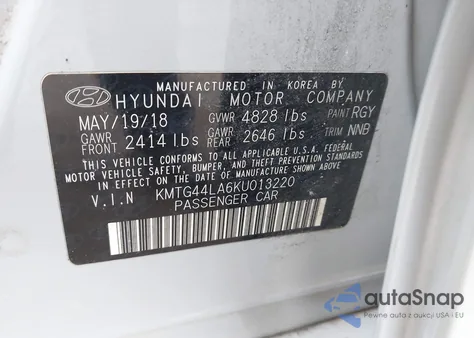 MANUFACTURED IN KOREA BY
HYUNDAI MOTOR COMPANY
MAY/19/18 GVWR 4828 lbs PAINT RGY
GAWR FRONT 2414 lbs GAWR REAR 2646 lbs TRIM NNB
THIS VEHICLE CONFORMS TO ALL APPLICABLE U.S.A. FEDERAL
MOTOR VEHICLE SAFETY, BUMPER, AND THEFT PREVENTION
STANDARDS IN EFFECT ON THE DATE OF MANUFACTURE SHOWN ABOVE.
V.I.N KMTG44LA6KU013220
PASSENGER CAR
autaSnap
Pewne auta z okazji - USA i EU